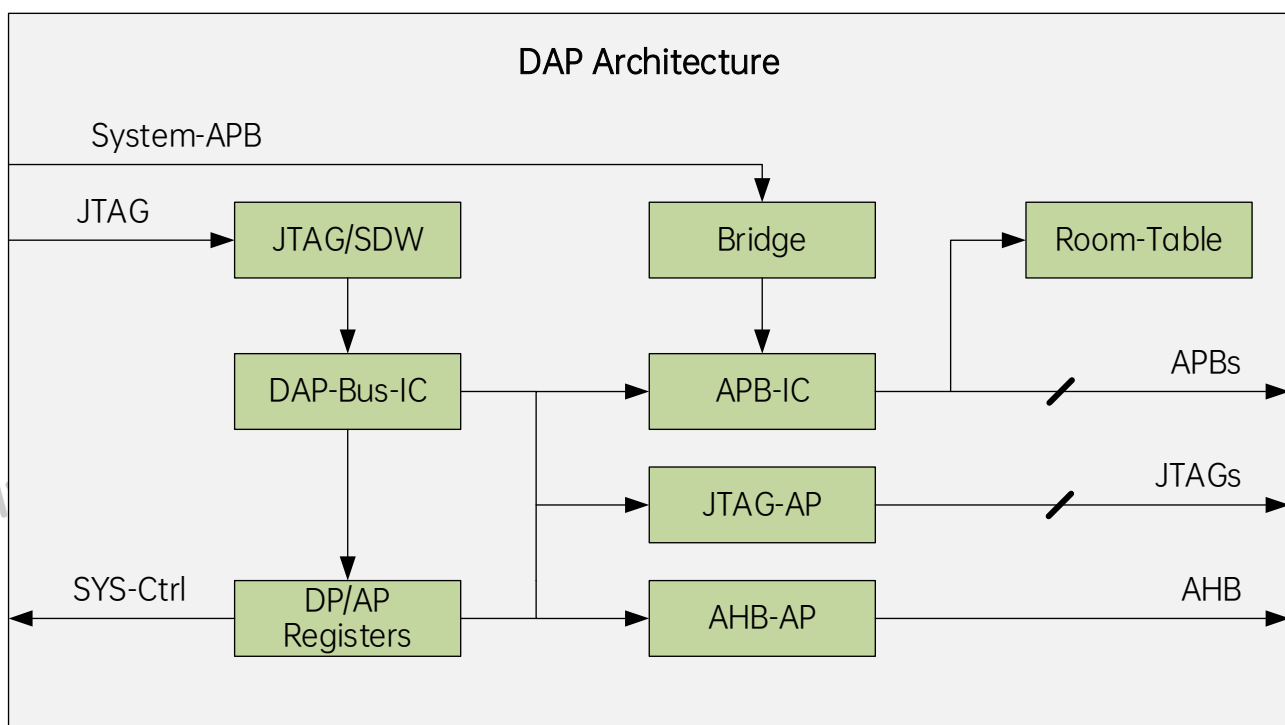 DAP Architecture
System-APB
JTAG
JTAG/SDW
Bridge
Room-Table
DAP-Bus-IC
APB-IC
APBs
JTAG-AP
JTAGs
SYS-Ctrl
DP/AP
Registers
AHB-AP
AHB